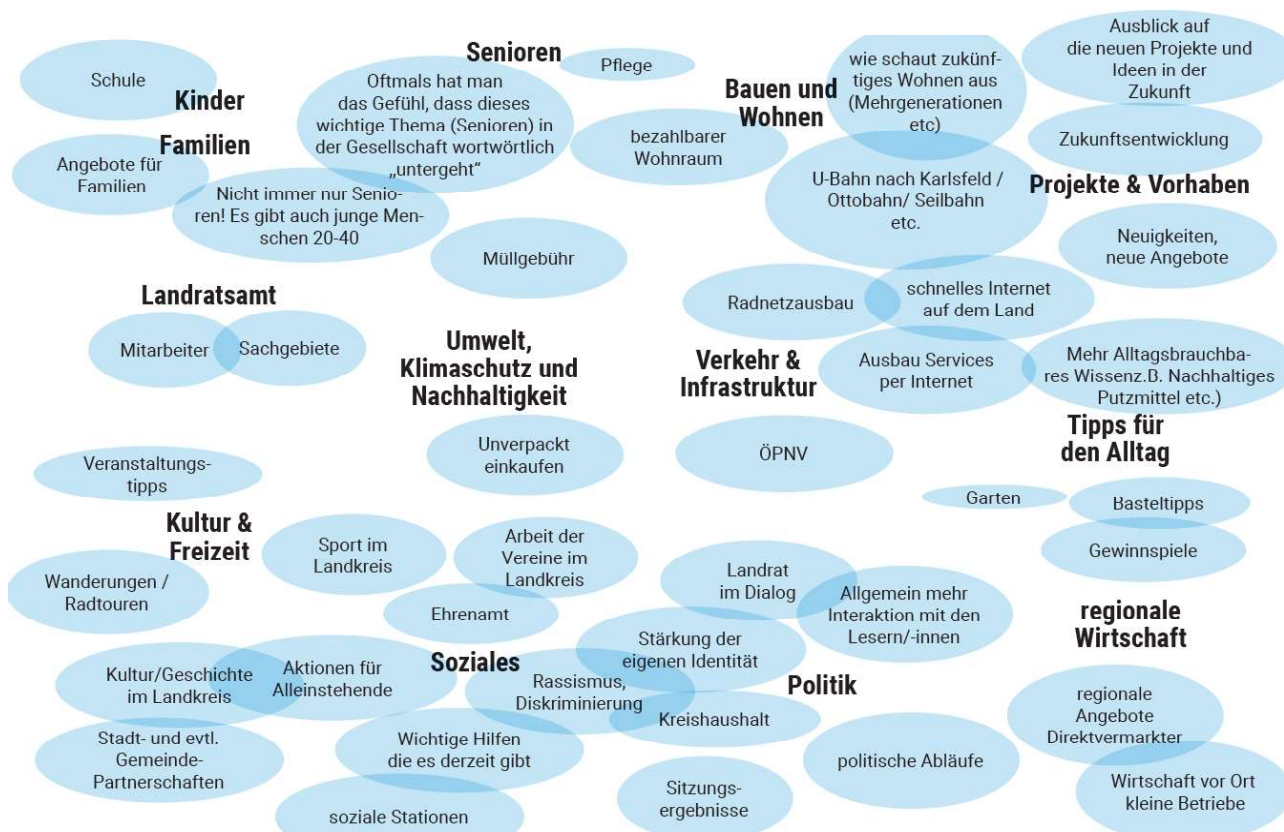 Schule
Kinder
Familien
Angebote für
Familien
Senioren
Oftmals hat man
das Gefühl, dass dieses
wichtige Thema (Senioren) in
der Gesellschaft wortwörtlich
„untergeht“
Nicht immer nur Senio-
ren! Es gibt auch junge Men-
schen 20-40
Pflege
bezahlbarer
Wohnraum
Bauen und
Wohnen
wie schaut zukünf-
tiges Wohnen aus
(Mehrgenerationen
etc)
Ausblick auf
die neuen Projekte und
Ideen in der
Zukunft
Zukunftsentwicklung
Projekte & Vorhaben
Neuigkeiten,
neue Angebote
U-Bahn nach Karlsfeld /
Ottobahn/ Seilbahn
etc.
Müllgebühr
Landratsamt
Mitarbeiter
Sachgebiete
Umwelt,
Klimaschutz und
Nachhaltigkeit
Unverpackt
einkaufen
Radnetzausbau
schnelles Internet
auf dem Land
Verkehr &
Infrastruktur
Ausbau Services
per Internet
ÖPNV
Mehr Alltagsbrauchba-
res Wissenz.B. Nachhaltiges
Putzmittel etc.)
Tipps für
den Alltag
Garten
Basteltipps
Gewinnspiele
Veranstaltungs-
tipps
Kultur &
Freizeit
Wanderungen /
Radtouren
Sport im
Landkreis
Arbeit der
Vereine im
Landkreis
Ehrenamt
Kultur/Geschichte
im Landkreis
Aktionen für
Alleinstehende
Stadt- und evtl.
Gemeinde-
Partnerschaften
Soziales
Rassismus,
Diskriminierung
Wichtige Hilfen
die es derzeit gibt
soziale Stationen
Landrat
im Dialog
Allgemein mehr
Interaktion mit den
Lesern/-innen
Stärkung der
eigenen Identität
Politik
Kreishaushalt
politische Abläufe
Sitzungs-
ergebnisse
regionale
Wirtschaft
regionale
Angebote
Direktvermarkter
Wirtschaft vor Ort
kleine Betriebe